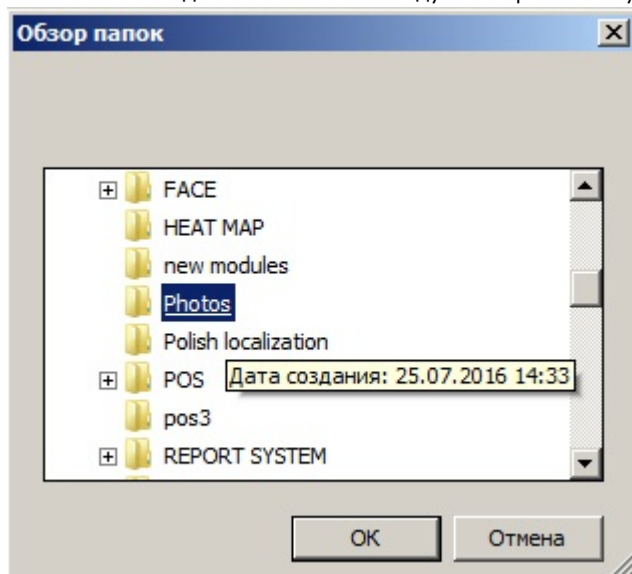 Обзор папок
FACE
HEAT MAP
new modules
Photos
Polish localization
POS
Дата создания: 25.07.2016 14:33
pos3
REPORT SYSTEM
ОК
Отмена